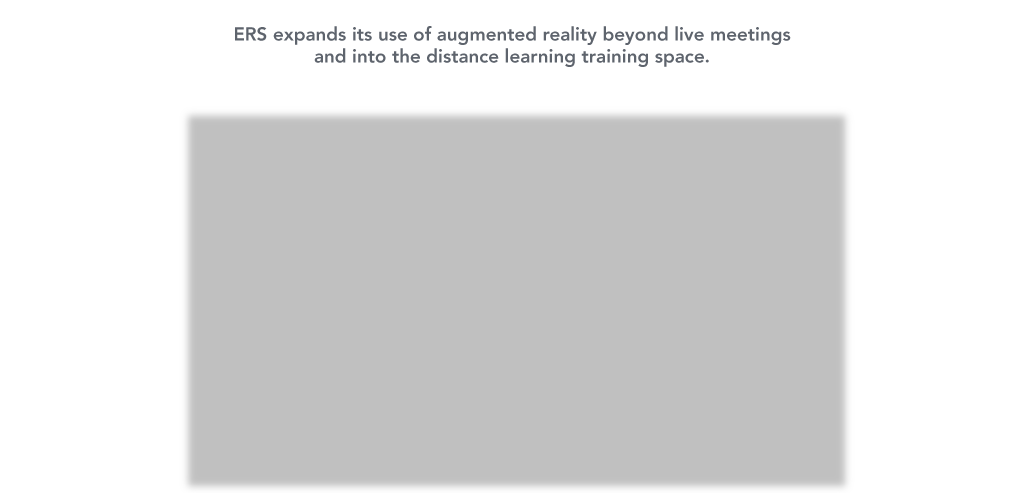 ERS expands its use of augmented reality beyond live meetings
and into the distance learning training space.